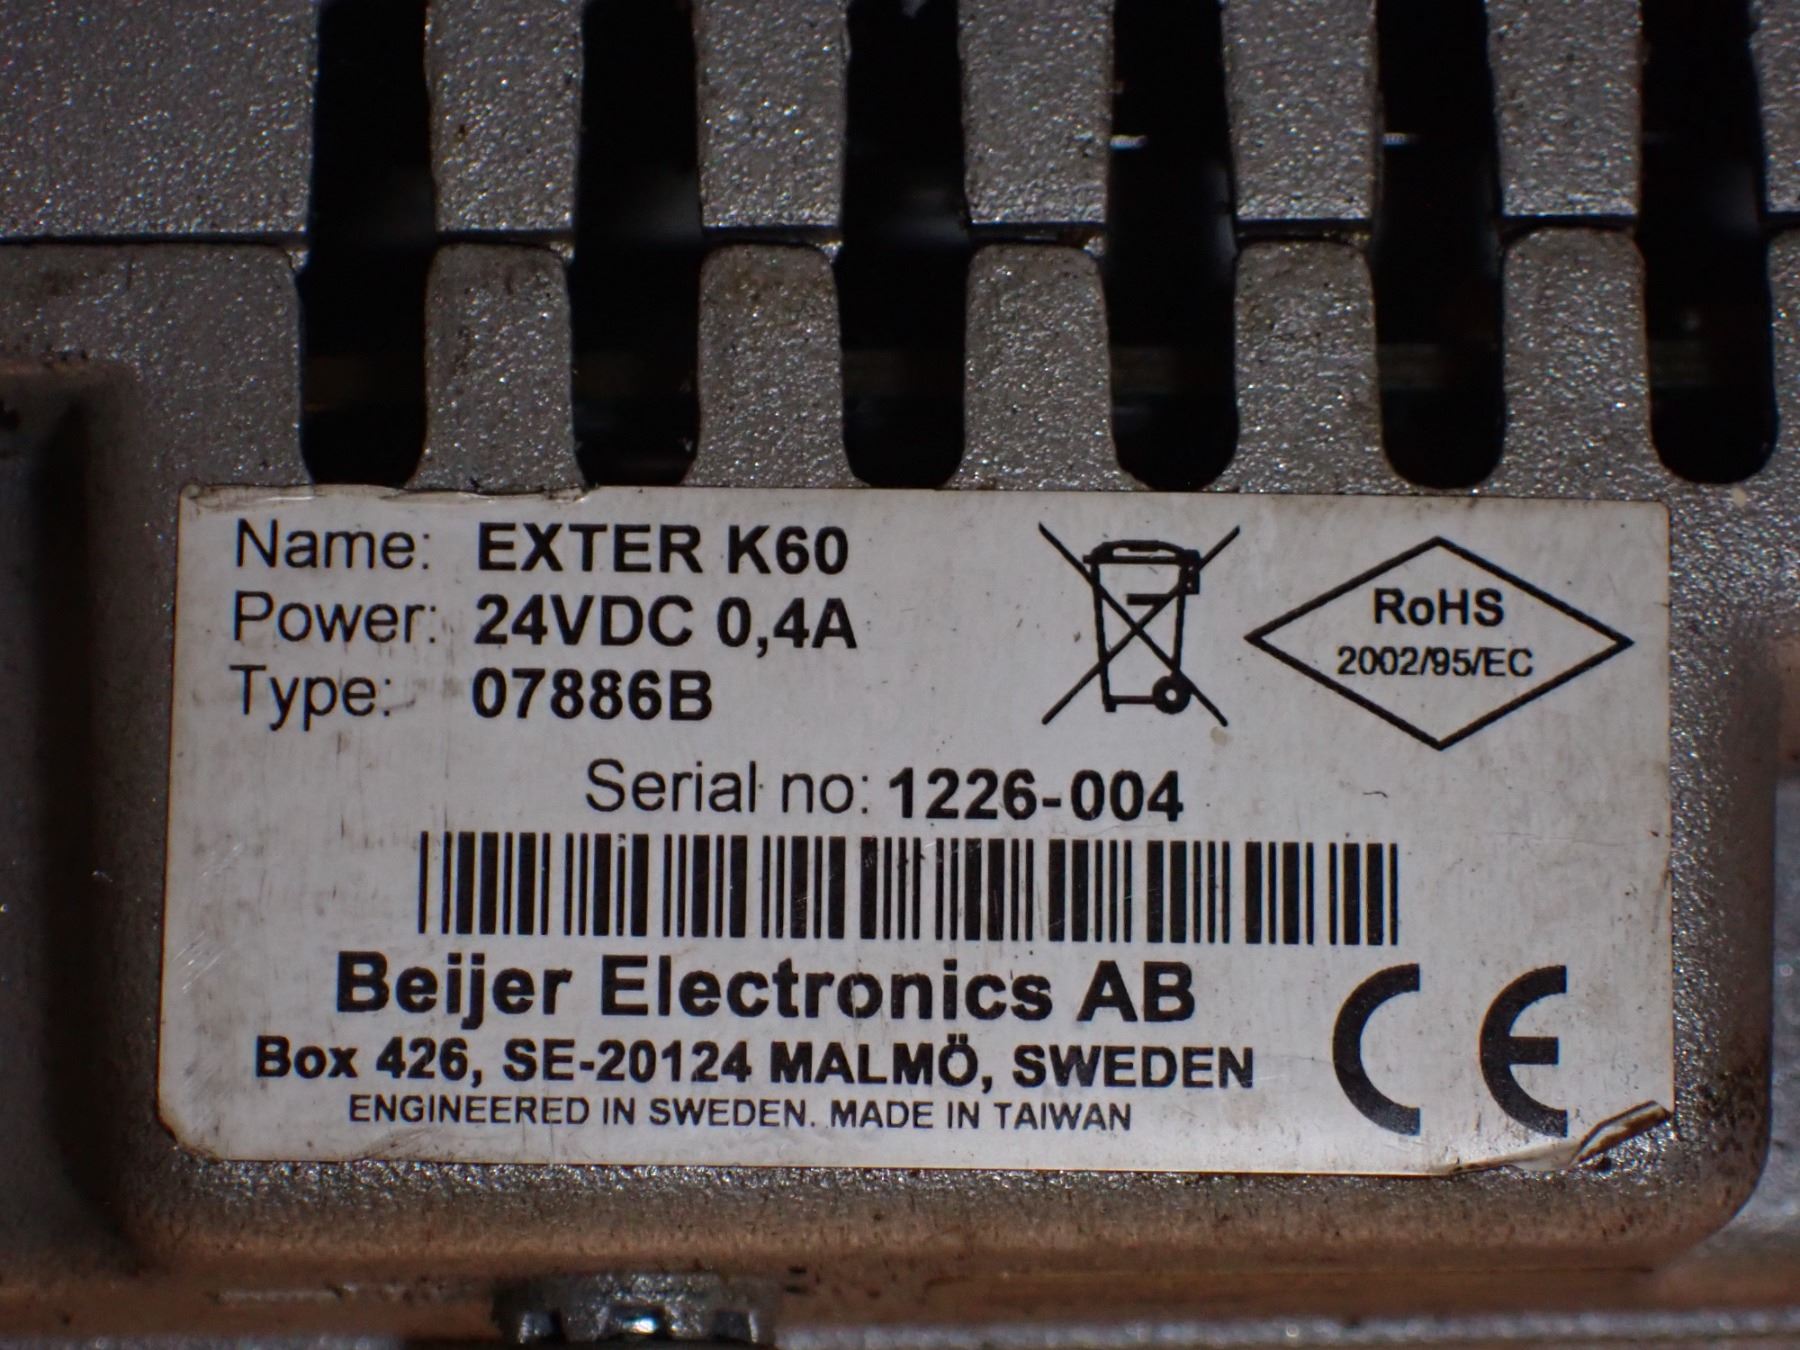 Name: EXTER K60
Power: 24VDC 0,4A
Type: 07886B
RoHS
2002/95/EC
Serial no: 1226-004
Beijer Electronics AB
Box 426, SE-20124 MALMÖ, SWEDEN
ENGINEERED IN SWEDEN. MADE IN TAIWAN
CE